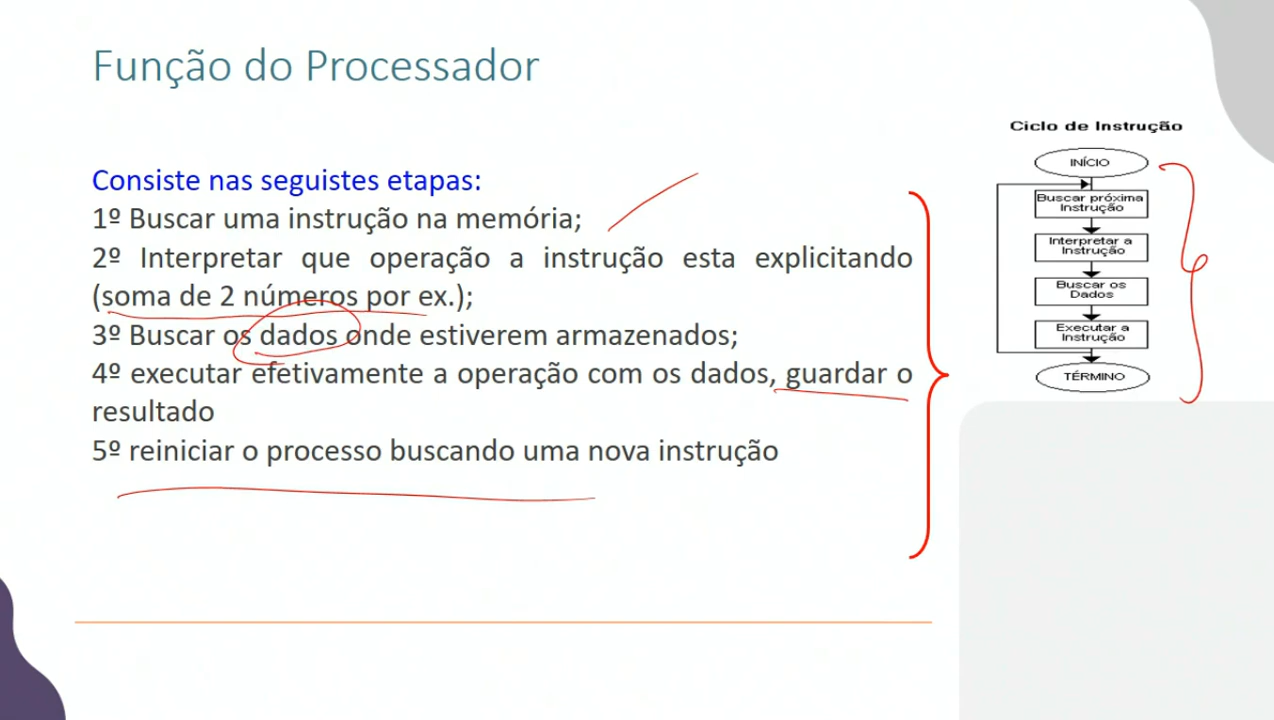 Função do Processador
Consiste nas seguistes etapas:
1º Buscar uma instrução na memória;
2º Interpretar que operação a instrução esta explicitando
(soma de 2 números por ex.);
3º Buscar os dados onde estiverem armazenados;
4º executar efetivamente a operação com os dados, guardar o
resultado
5º reiniciar o processo buscando uma nova instrução
Ciclo de Instrução
INÍCIO
Buscar próxima
Instrução
Interpretar a
Instrução
Buscar os
Dados
Executar a
Instrução
TÉRMINO